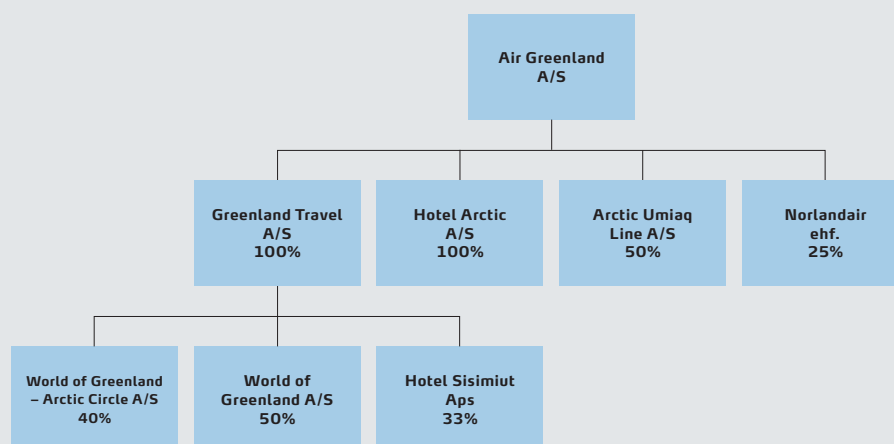 Air Greenland
A/S
Greenland Travel
A/S
100%
Hotel Arctic
A/S
100%
Arctic Umiaq
Line A/S
50%
Norlandair
ehf.
25%
World of Greenland
– Arctic Circle A/S
40%
World of
Greenland A/S
50%
Hotel Sisimiut
Aps
33%